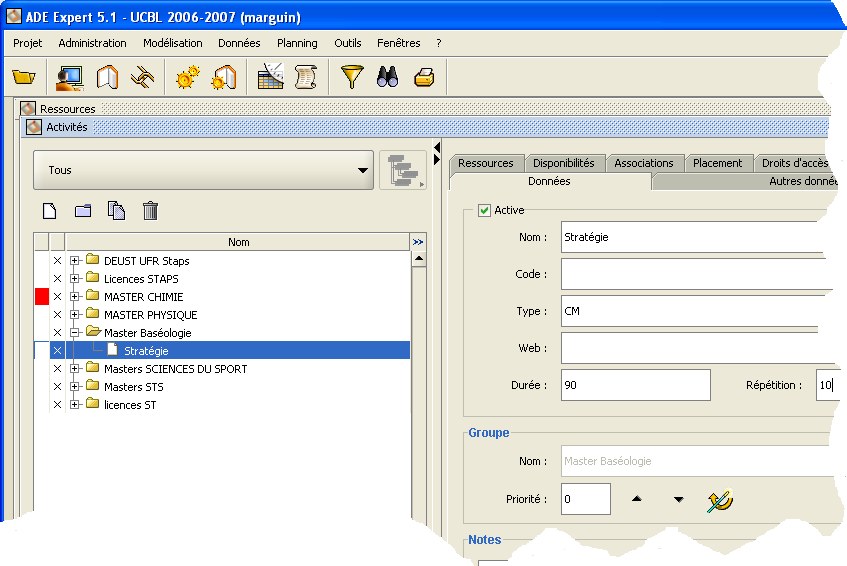 ADE Expert 5.1 - UCBL 2006-2007 (marguin)
Projet Administration Modélisation Données Planning Outils Fenêtres ?
Ressources
Activités
Tous
Ressources Disponibilités Associations Placement Droits d'accès
Données Autres donné
Active
Nom »
DEUST UFR Staps
Licences STAPS
MASTER CHIMIE
MASTER PHYSIQUE
Master Baséologie
Stratégie
Masters SCIENCES DU SPORT
Masters STS
licences ST
Nom : Stratégie
Code :
Type : CM
Web :
Durée : 90 Répétition : 10
Groupe
Nom : Master Baséologie
Priorité : 0
Notes